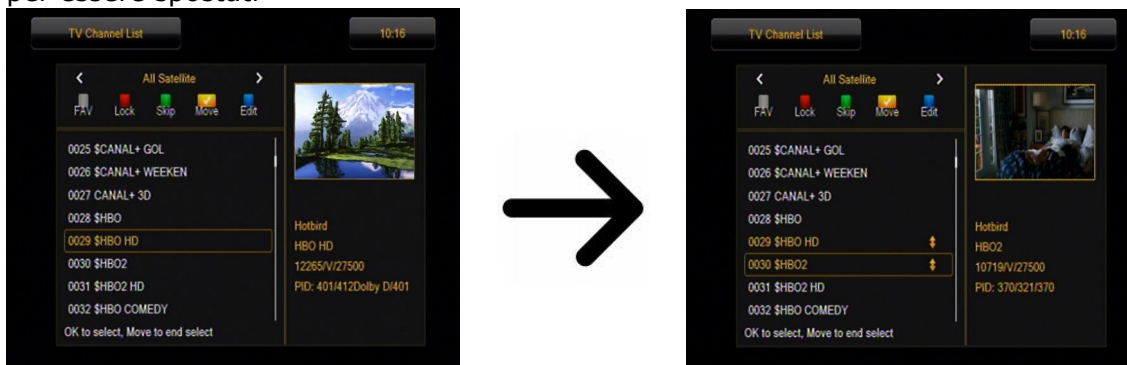 per essere spostati
TV Channel List
10:16
All Satellite
FAV Lock Skip Move Edit
0025 $CANAL+ GOL
0026 $CANAL+ WEEKEN
0027 CANAL+ 3D
0028 $HBO
0029 $HBO HD
0030 $HBO2
0031 $HBO2 HD
0032 $HBO COMEDY
OK to select, Move to end select
Hotbird
HBO HD
12265/V/27500
PID: 401/412Dolby D/401
TV Channel List
10:16
All Satellite
FAV Lock Skip Move Edit
0025 $CANAL+ GOL
0026 $CANAL+ WEEKEN
0027 CANAL+ 3D
0028 $HBO
0029 $HBO HD
0030 $HBO2
0031 $HBO2 HD
0032 $HBO COMEDY
OK to select, Move to end select
Hotbird
HBO2
10719/V/27500
PID: 370/321/370